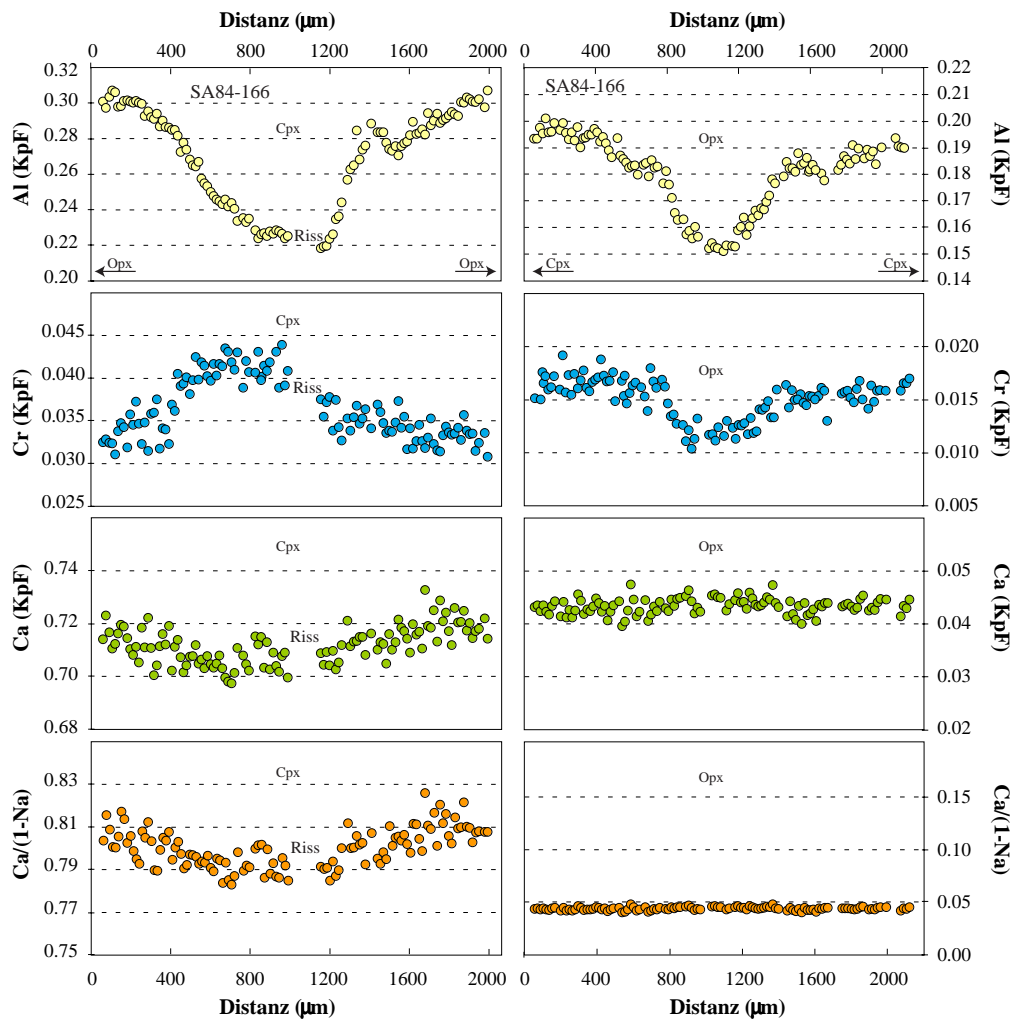 Distanz (µm)
Distanz (µm)
0 400 800 1200 1600 2000
0 400 800 1200 1600 2000
SA84-166
Cpx
Riss
Opx
Opx
Al (KpF)
0.32
0.30
0.28
0.26
0.24
0.22
0.20
SA84-166
Opx
Cpx
Cpx
Al (KpF)
0.22
0.21
0.20
0.19
0.18
0.17
0.16
0.15
0.14
Cpx
Riss
Cr (KpF)
0.045
0.040
0.035
0.030
0.025
Opx
Cr (KpF)
0.020
0.015
0.010
0.005
Cpx
Riss
Ca (KpF)
0.74
0.72
0.70
0.68
Opx
Ca (KpF)
0.05
0.04
0.03
0.02
Cpx
Riss
Ca/(1-Na)
0.83
0.81
0.79
0.77
0.75
Opx
Ca/(1-Na)
0.15
0.10
0.05
0.00
0 400 800 1200 1600 2000
0 400 800 1200 1600 2000
Distanz (µm)
Distanz (µm)